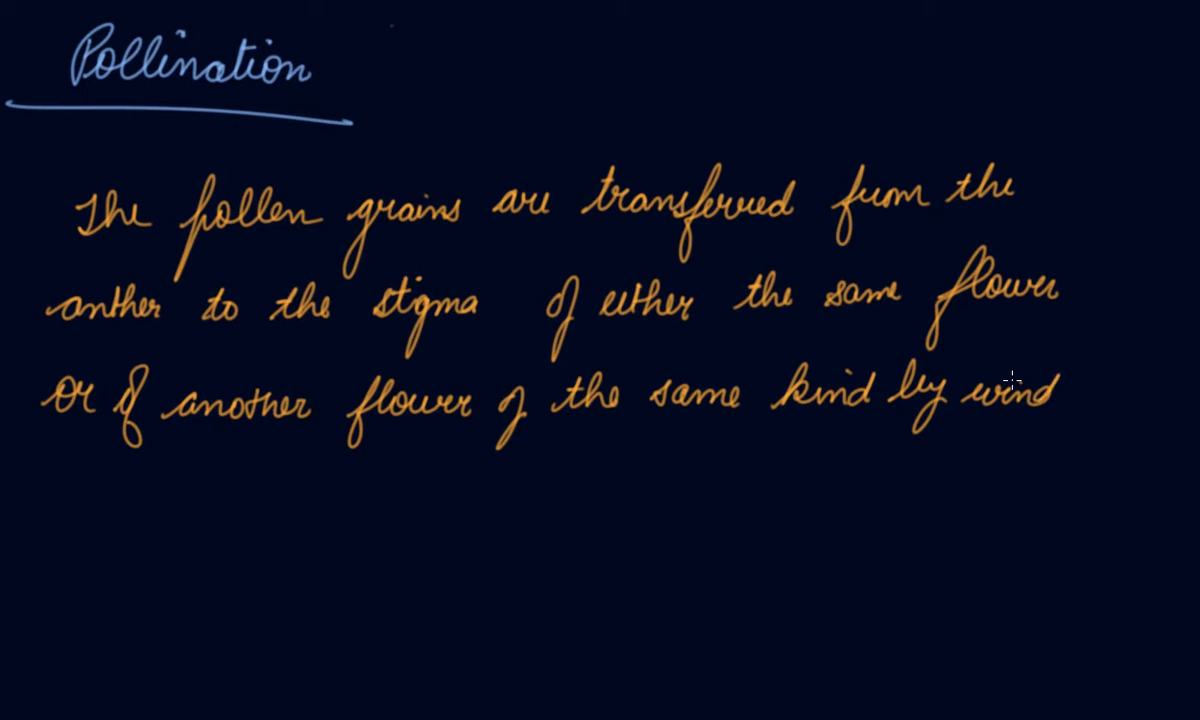 Pollination
The pollen grains are transferred from the
anther to the stigma of either the same flower
or of another flower of the same kind by wind